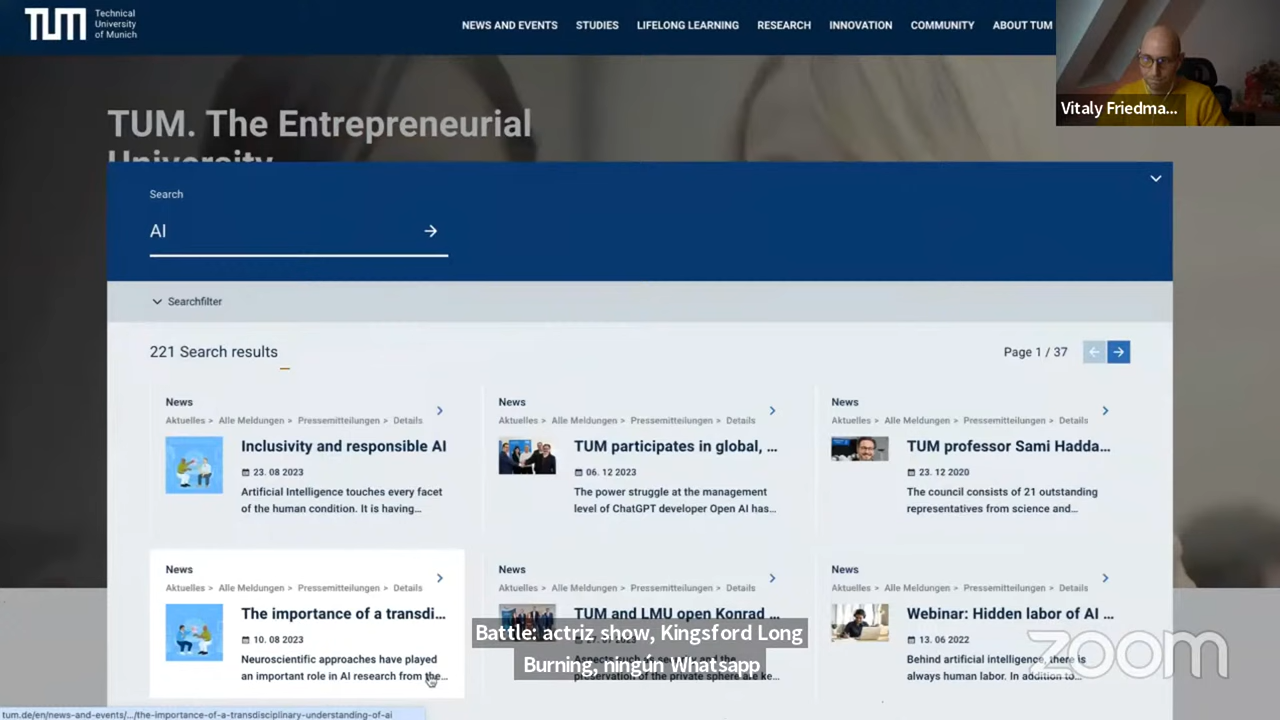 TUM
Technical
University
of Munich
NEWS AND EVENTS
STUDIES
LIFELONG LEARNING
RESEARCH
INNOVATION
COMMUNITY
ABOUT TUM
Vitaly Friedma...
TUM. The Entrepreneurial
University
Search
AI
Searchfilter
221 Search results
Page 1 / 37
News
Aktuelles > Alle Meldungen > Pressemitteilungen > Details
Inclusivity and responsible AI
23. 08 2023
Artificial Intelligence touches every facet
of the human condition. It is having...
News
Aktuelles > Alle Meldungen > Pressemitteilungen > Details
TUM participates in global, ...
06. 12 2023
The power struggle at the management
level of ChatGPT developer Open AI has...
News
Aktuelles > Alle Meldungen > Pressemitteilungen > Details
TUM professor Sami Hadda...
23. 12 2020
The council consists of 21 outstanding
representatives from science and...
News
Aktuelles > Alle Meldungen > Pressemitteilungen > Details
The importance of a transdi...
10. 08 2023
Neuroscientific approaches have played
an important role in AI research from the...
News
Aktuelles > Alle Meldungen > Pressemitteilungen > Details
TUM and LMU open Konrad ...
preservation of the private sphere are ke...
News
Aktuelles > Alle Meldungen > Pressemitteilungen > Details
Webinar: Hidden labor of AI ...
13. 06 2022
Behind artificial intelligence, there is
always human labor. In addition to...
Battle: actriz show, Kingsford Long
Burning, ningún Whatsapp
zoom
tum.de/en/news-and-events/.../the-importance-of-a-transdisciplinary-understanding-of-ai